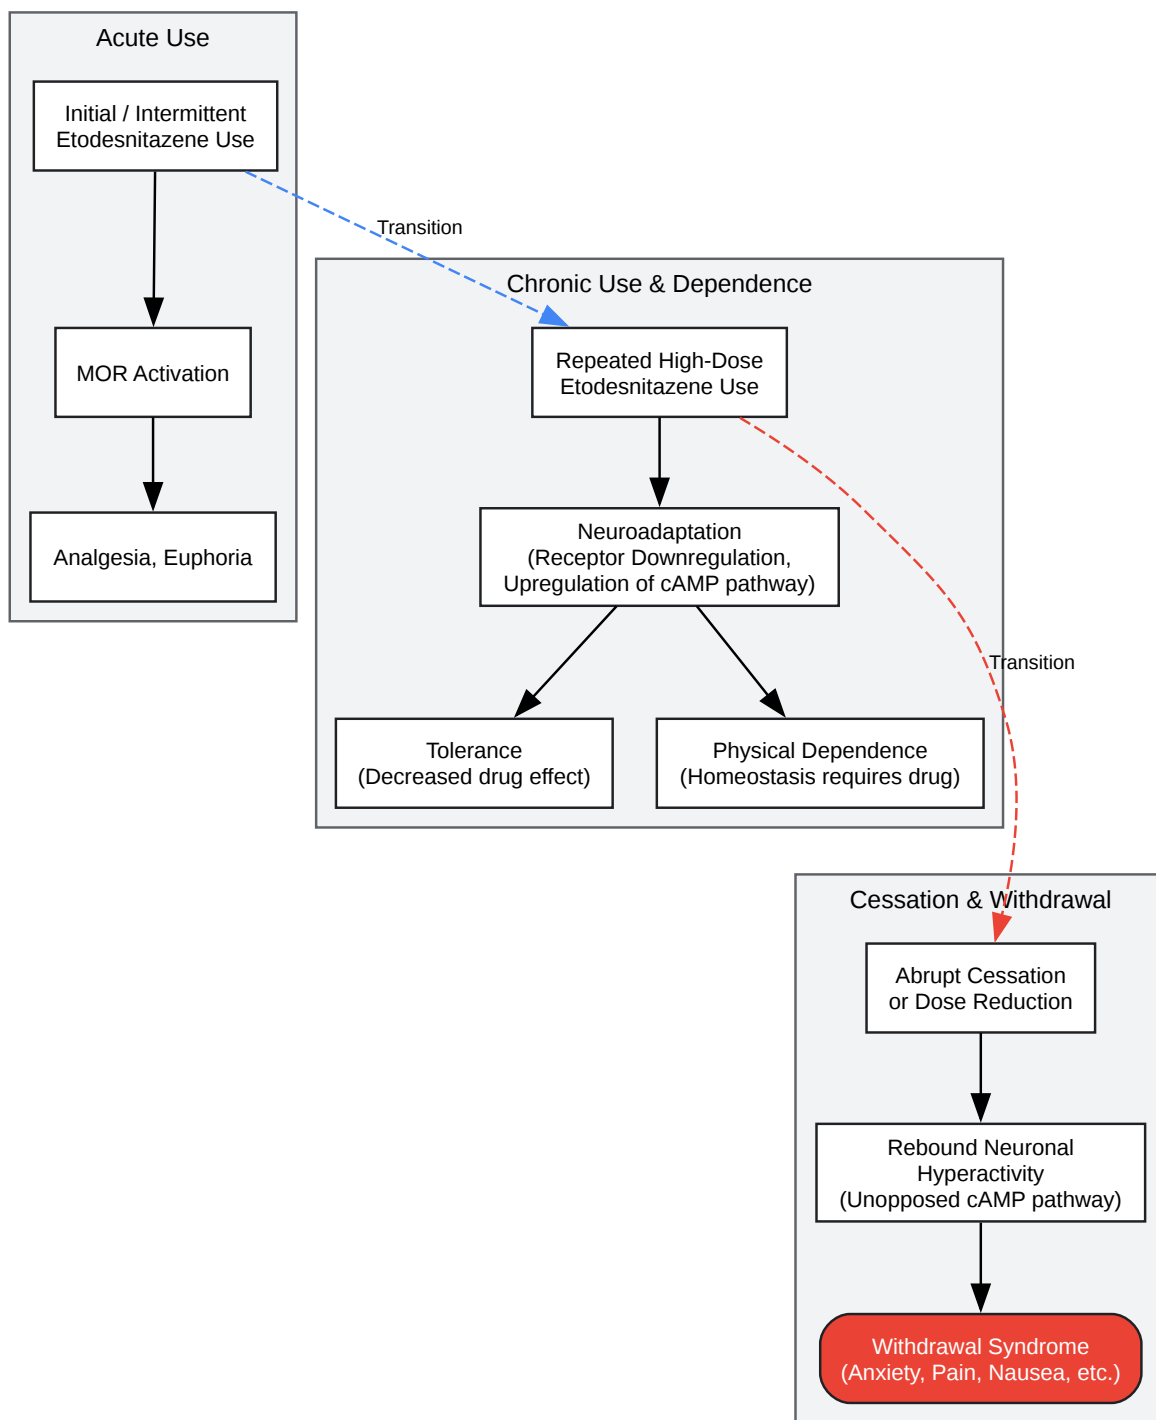 Acute Use
Initial / Intermittent
Etodesnitazene Use
Transition
MOR Activation
Analgesia, Euphoria
Chronic Use & Dependence
Repeated High-Dose
Etodesnitazene Use
Neuroadaptation
(Receptor Downregulation,
Upregulation of cAMP pathway)
Transition
Tolerance
(Decreased drug effect)
Physical Dependence
(Homeostasis requires drug)
Cessation & Withdrawal
Abrupt Cessation
or Dose Reduction
Rebound Neuronal
Hyperactivity
(Unopposed cAMP pathway)
Withdrawal Syndrome
(Anxiety, Pain, Nausea, etc.)